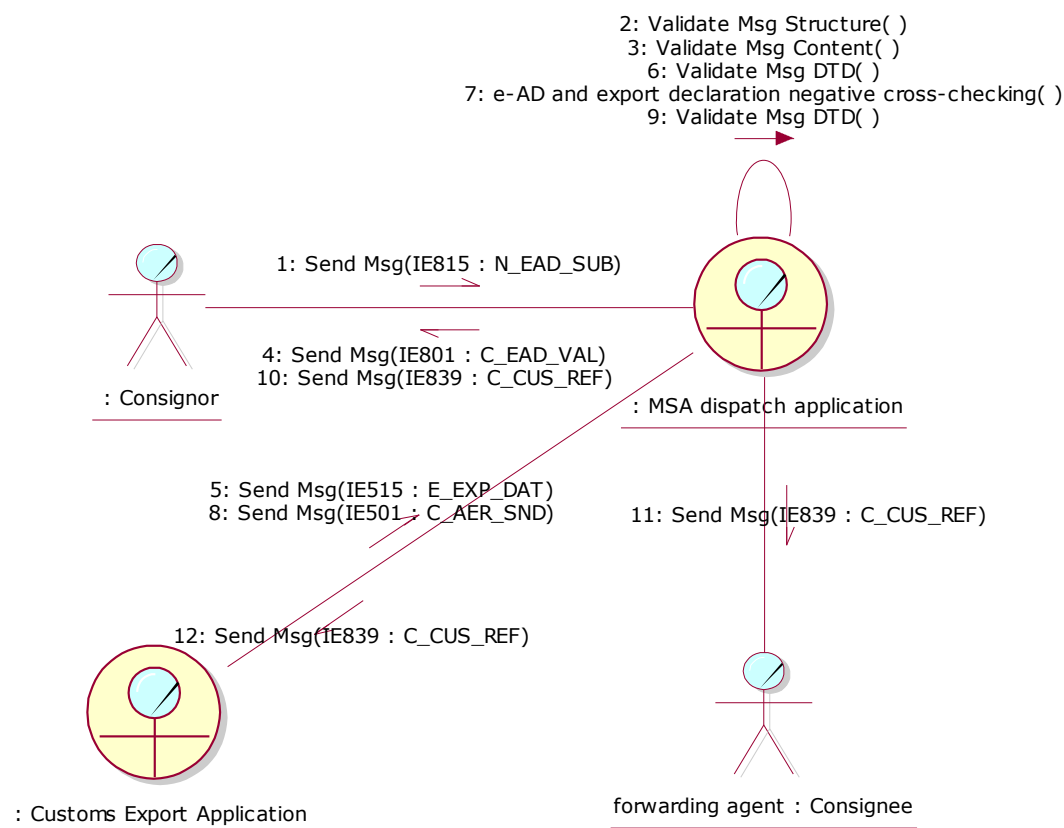 2: Validate Msg Structure( )
3: Validate Msg Content( )
6: Validate Msg DTD( )
7: e-AD and export declaration negative cross-checking( )
9: Validate Msg DTD( )
1: Send Msg(IE815 : N_EAD_SUB)
4: Send Msg(IE801 : C_EAD_VAL)
10: Send Msg(IE839 : C_CUS_REF)
: Consignor
: MSA dispatch application
5: Send Msg(IE515 : E_EXP_DAT)
8: Send Msg(IE501 : C_AER_SND)
11: Send Msg(IE839 : C_CUS_REF)
12: Send Msg(IE839 : C_CUS_REF)
: Customs Export Application
forwarding agent : Consignee